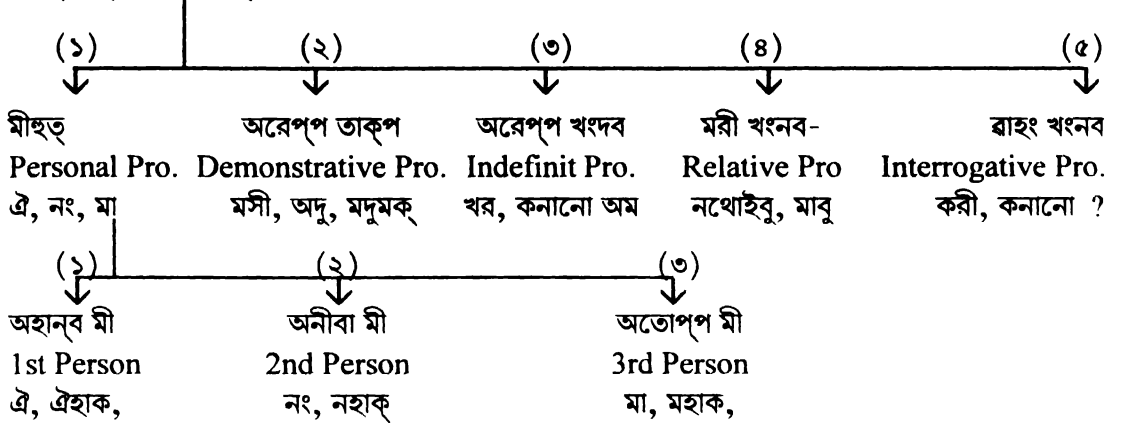 (১) (২) (৩) (৪) (৫)
মীহুত্ অরেপ্প তাক্প অরেপ্প খংদব মরী খংনব- ৱাহং খংনব
Personal Pro. Demonstrative Pro. Indefinit Pro. Relative Pro Interrogative Pro.
ঐ, নং, মা মসী, অদু, মদুমক্ খর, কনানো অম নথোইবু, মাবু করী, কনানো ?
(১) (২) (৩)
অহান্ব মী অনীবা মী অতোপ্প মী
1st Person 2nd Person 3rd Person
ঐ, ঐহাক, নং, নহাক্ মা, মহাক,